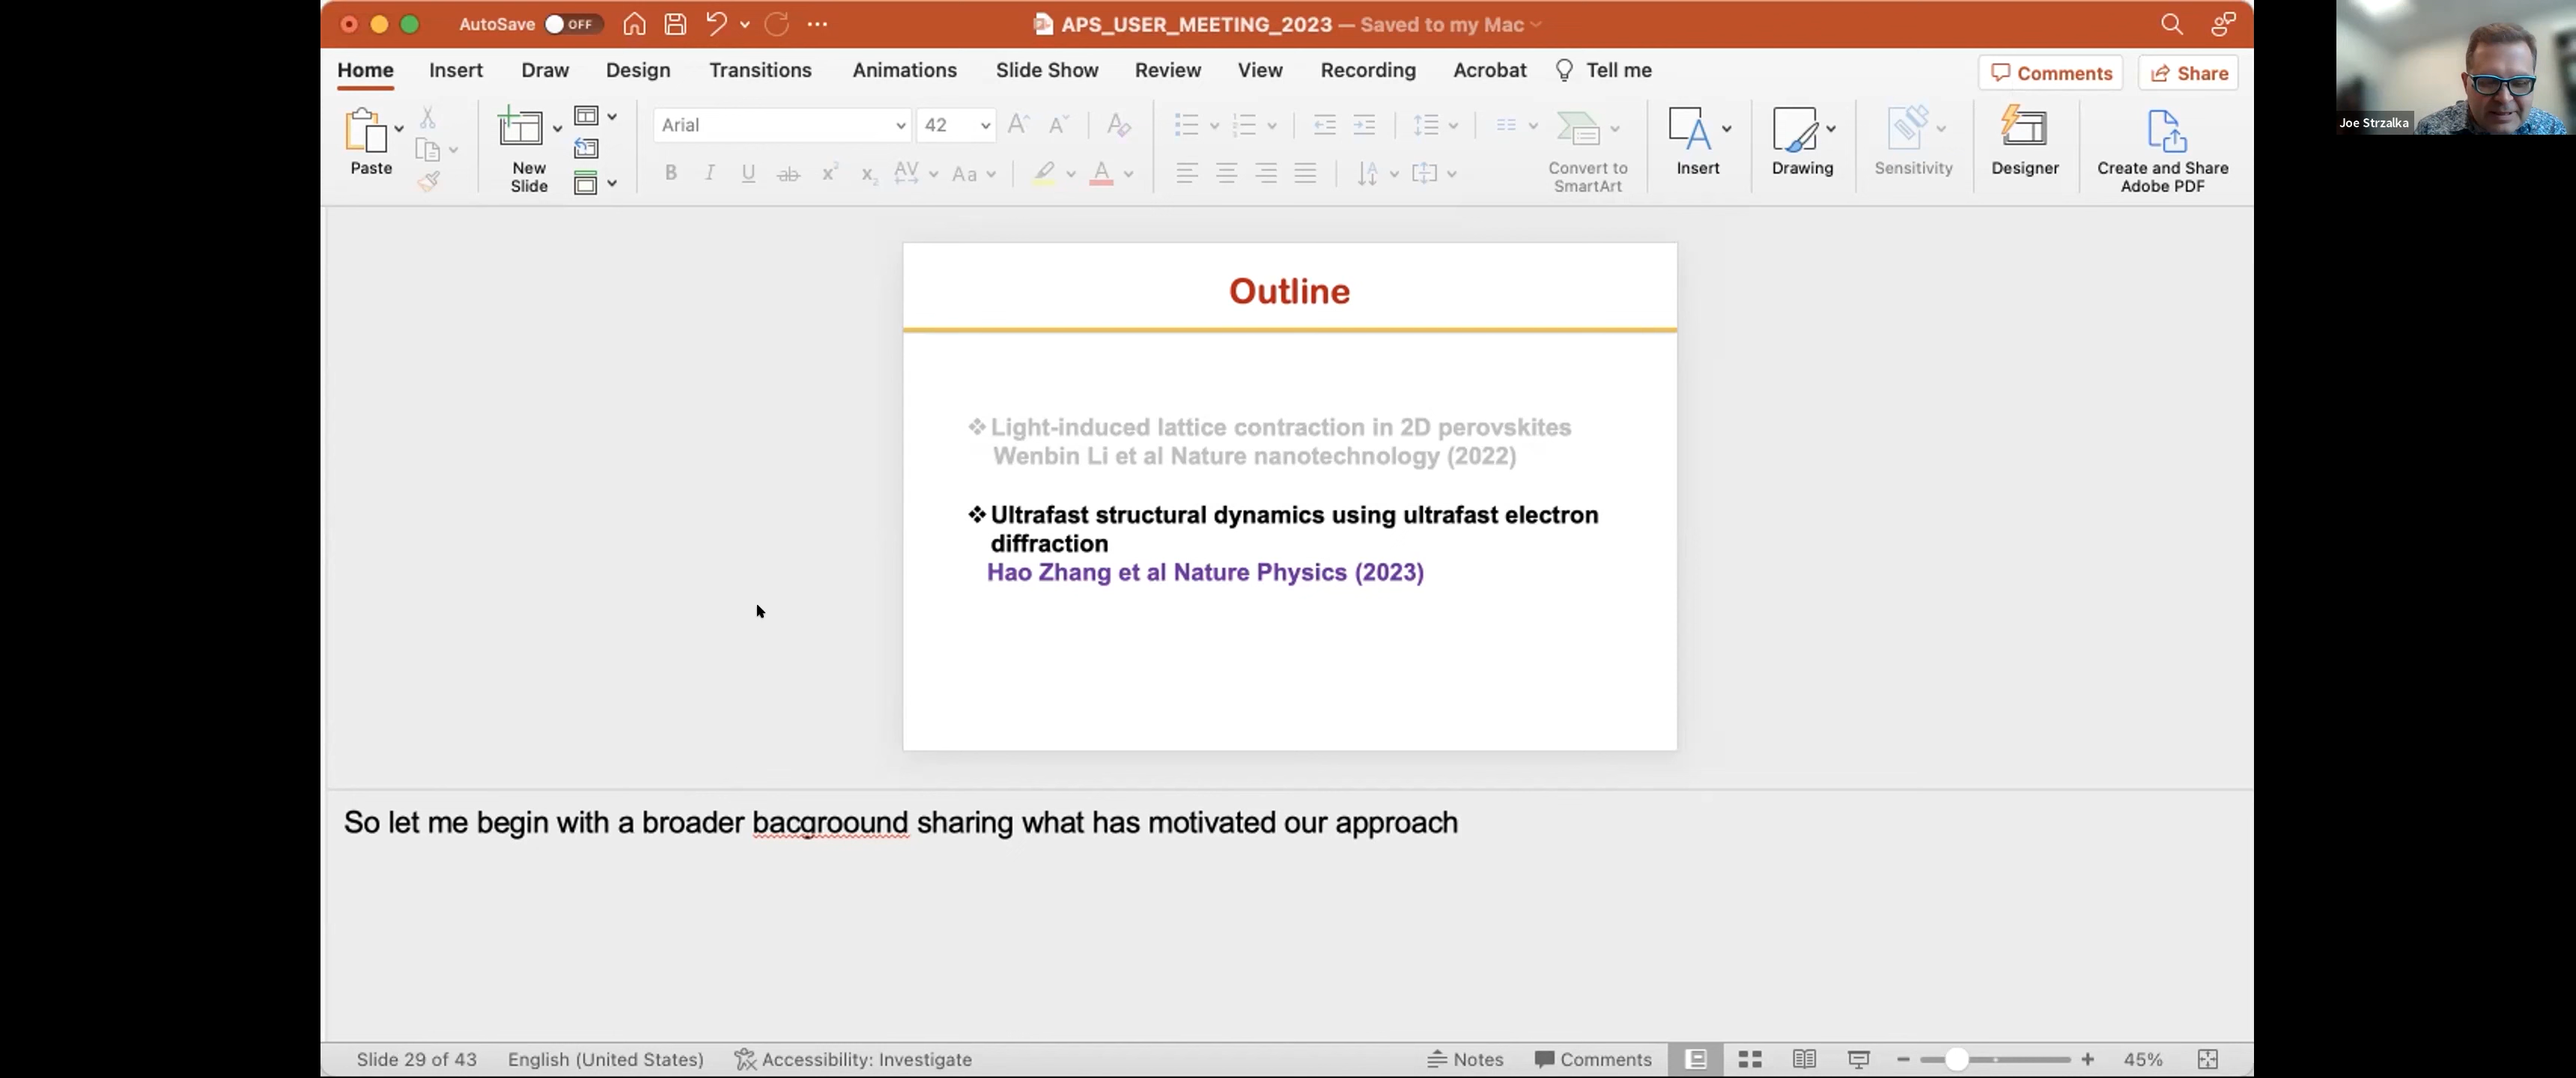 AutoSave OFF APS_USER_MEETING_2023 — Saved to my Mac
Joe Strzalka
Home Insert Draw Design Transitions Animations Slide Show Review View Recording Acrobat Tell me Comments Share
Arial 42
Paste New Slide Convert to SmartArt Insert Drawing Sensitivity Designer Create and Share Adobe PDF
Outline
❖ Light-induced lattice contraction in 2D perovskites
Wenbin Li et al Nature nanotechnology (2022)
❖ Ultrafast structural dynamics using ultrafast electron
diffraction
Hao Zhang et al Nature Physics (2023)
So let me begin with a broader bacgroound sharing what has motivated our approach
Slide 29 of 43 English (United States) Accessibility: Investigate Notes Comments 45%